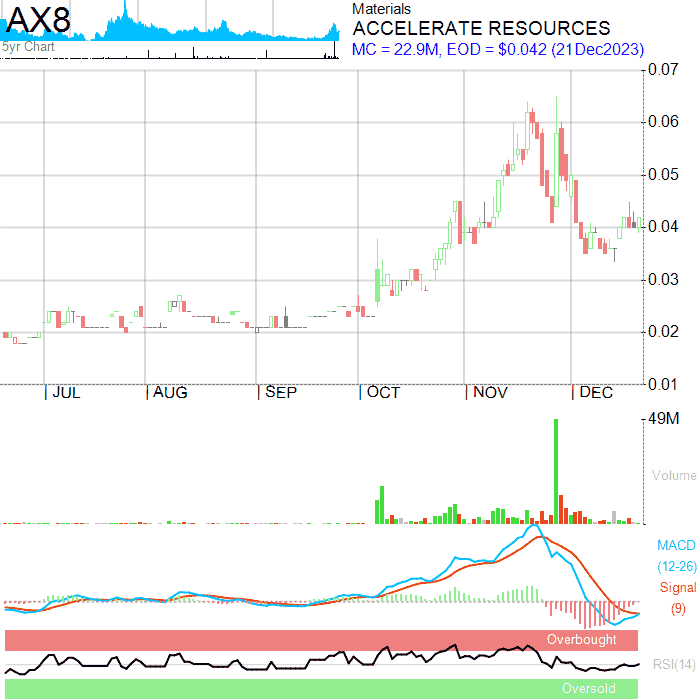 AX8
5yr Chart
Materials
ACCELERATE RESOURCES
MC = 22.9M, EOD = $0.042 (21Dec2023)
0.07
0.06
0.05
0.04
0.03
0.02
0.01
JUL AUG SEP OCT NOV DEC
49M
Volume
MACD
(12-26)
Signal
(9)
Overbought
RSI(14)
Oversold